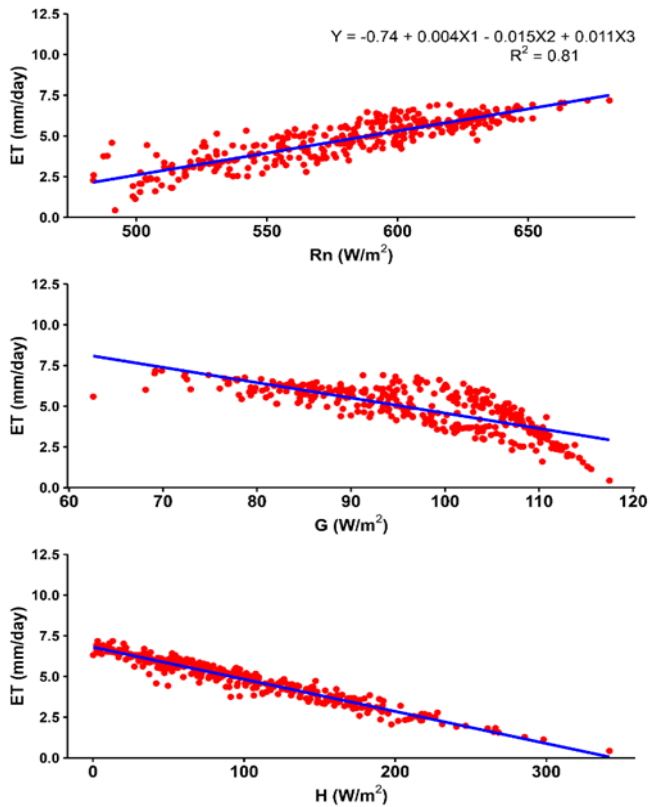 Y = -0.74 + 0.004X1 - 0.015X2 + 0.011X3
R² = 0.81
12.5
10.0
7.5
5.0
2.5
0.0
ET (mm/day)
500 550 600 650
Rn (W/m²)
12.5
10.0
7.5
5.0
2.5
0.0
ET (mm/day)
60 70 80 90 100 110 120
G (W/m²)
12.5
10.0
7.5
5.0
2.5
0.0
ET (mm/day)
0 100 200 300
H (W/m²)